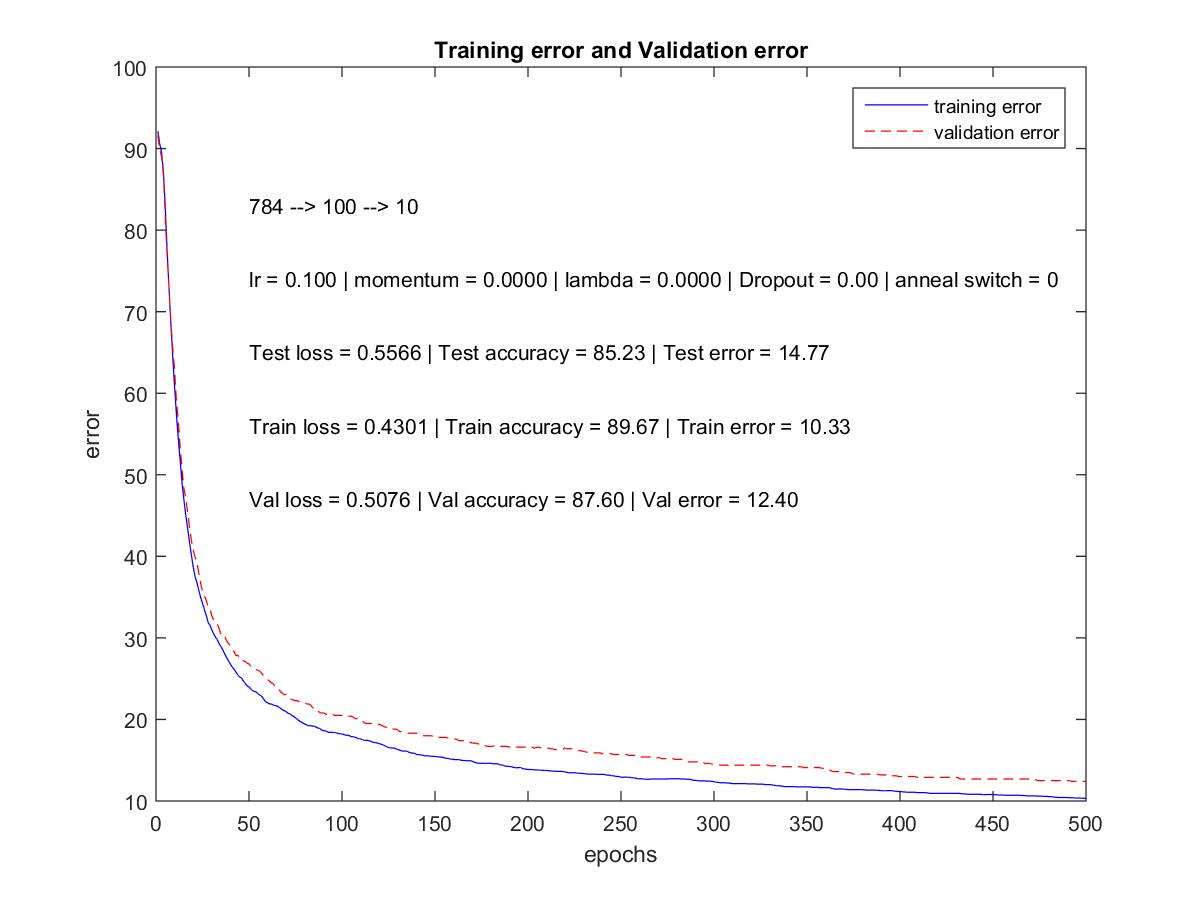 Training error and Validation error
100
90
80
70
60
50
40
30
20
10
error
training error
validation error
784 --> 100 --> 10
lr = 0.100 | momentum = 0.0000 | lambda = 0.0000 | Dropout = 0.00 | anneal switch = 0
Test loss = 0.5566 | Test accuracy = 85.23 | Test error = 14.77
Train loss = 0.4301 | Train accuracy = 89.67 | Train error = 10.33
Val loss = 0.5076 | Val accuracy = 87.60 | Val error = 12.40
0 50 100 150 200 250 300 350 400 450 500
epochs